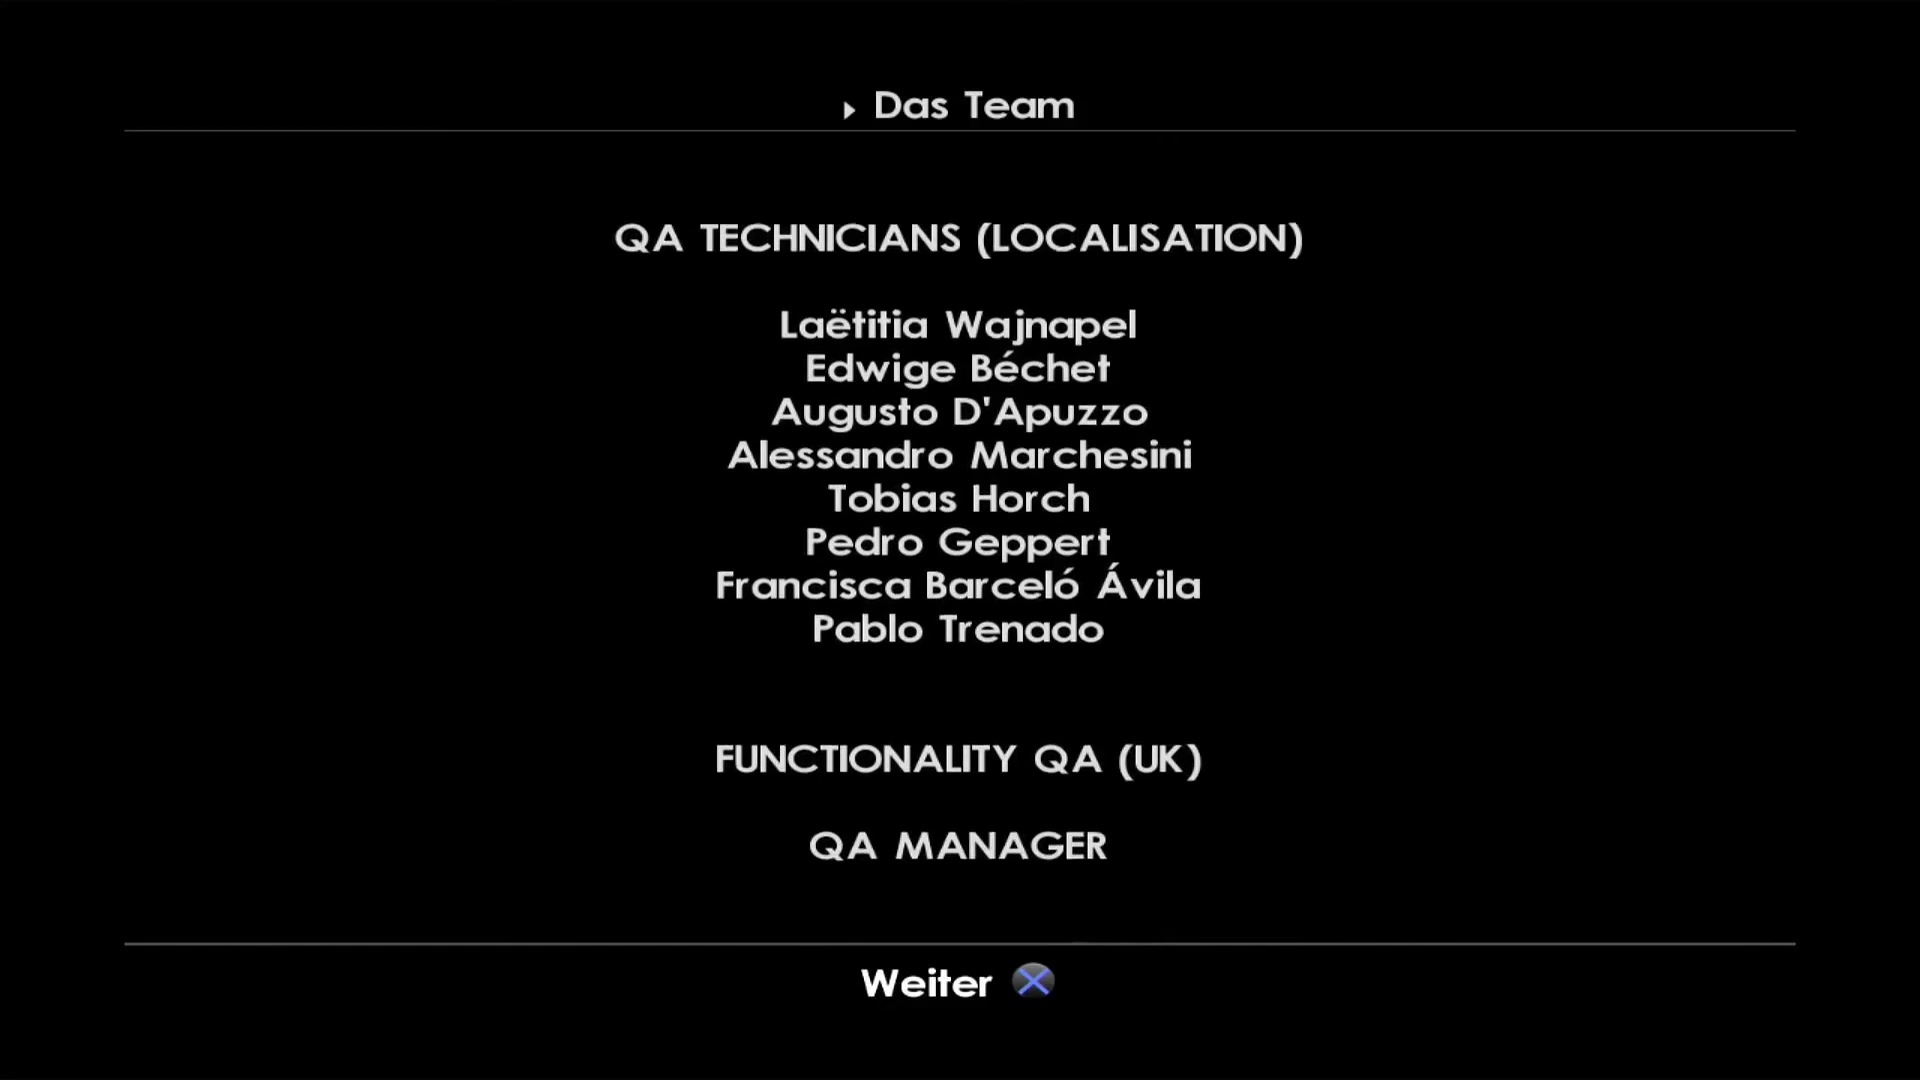 Das Team
QA TECHNICIANS (LOCALISATION)
Laëtitia Wajnapel
Edwige Béchet
Augusto D'Apuzzo
Alessandro Marchesini
Tobias Horch
Pedro Geppert
Francisca Barceló Ávila
Pablo Trenado
FUNCTIONALITY QA (UK)
QA MANAGER
Weiter